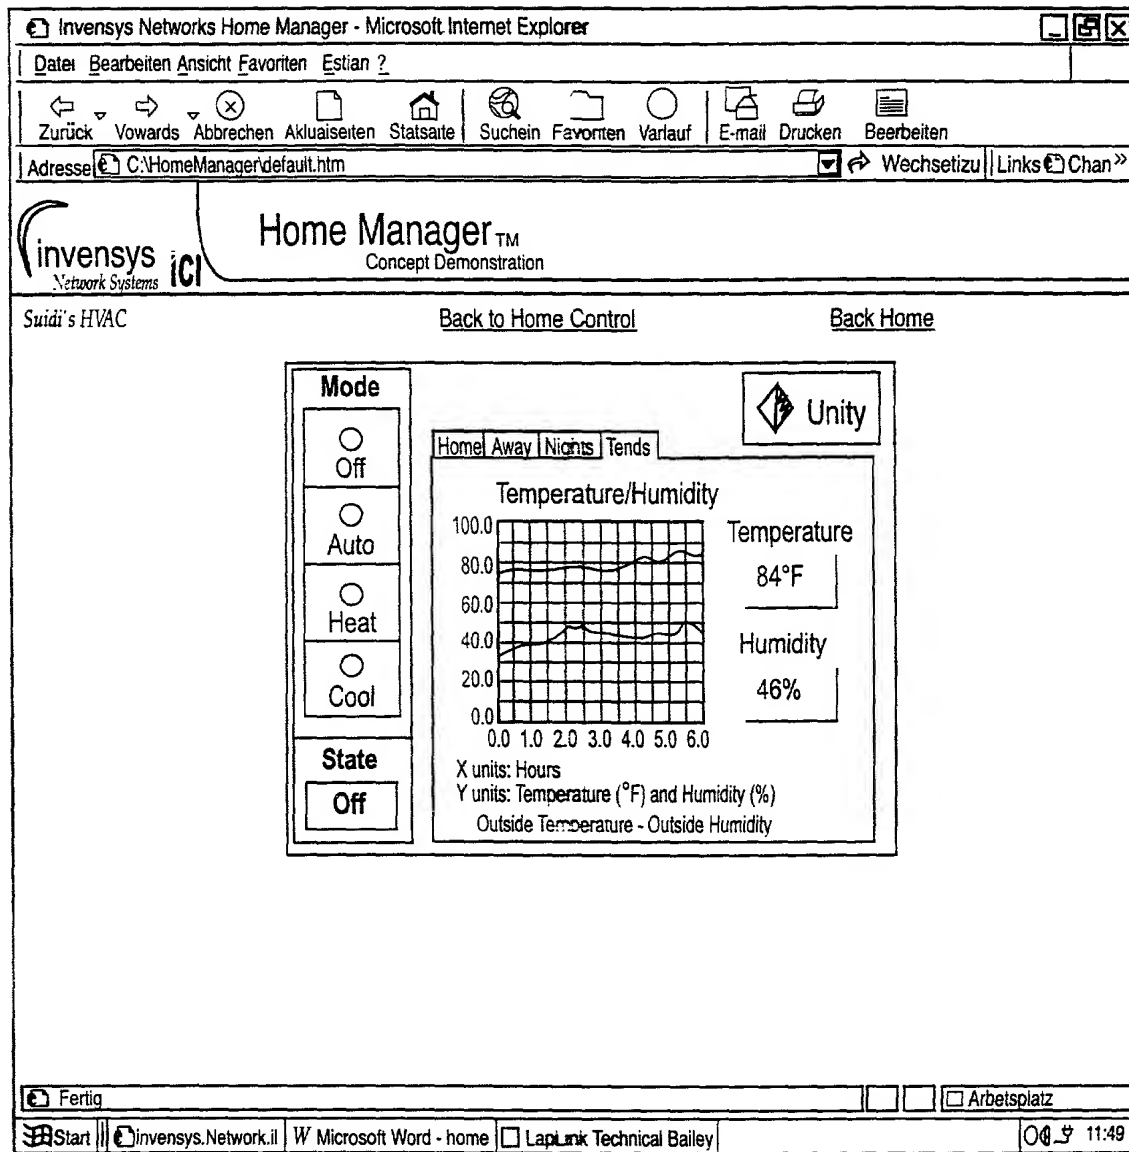 Invensys Networks Home Manager - Microsoft Internet Explorer
Datei Bearbeiten Ansicht Favoriten Estian ?
Zurück Vowards Abbrechen Akluaiseiten Statsaite Suchein Favoriten Varlauf E-mail Drucken Beerbeiten
Adresse C:\HomeManager\default.htm Wechsetizu Links Chan »
invensys
Network Systems
iCI
Home Manager TM
Concept Demonstration
Suidi's HVAC Back to Home Control Back Home
Mode
Off
Auto
Heat
Cool
State
Off
Unity
Home Away Nights Tends
Temperature/Humidity
100.0
80.0
60.0
40.0
20.0
0.0
0.0 1.0 2.0 3.0 4.0 5.0 6.0
X units: Hours
Y units: Temperature (°F) and Humidity (%)
Outside Temperature - Outside Humidity
Temperature
84°F
Humidity
46%
Fertig Arbetsplatz
Start invensys.Network.il W Microsoft Word - home LapLink Technical Bailey 11:49